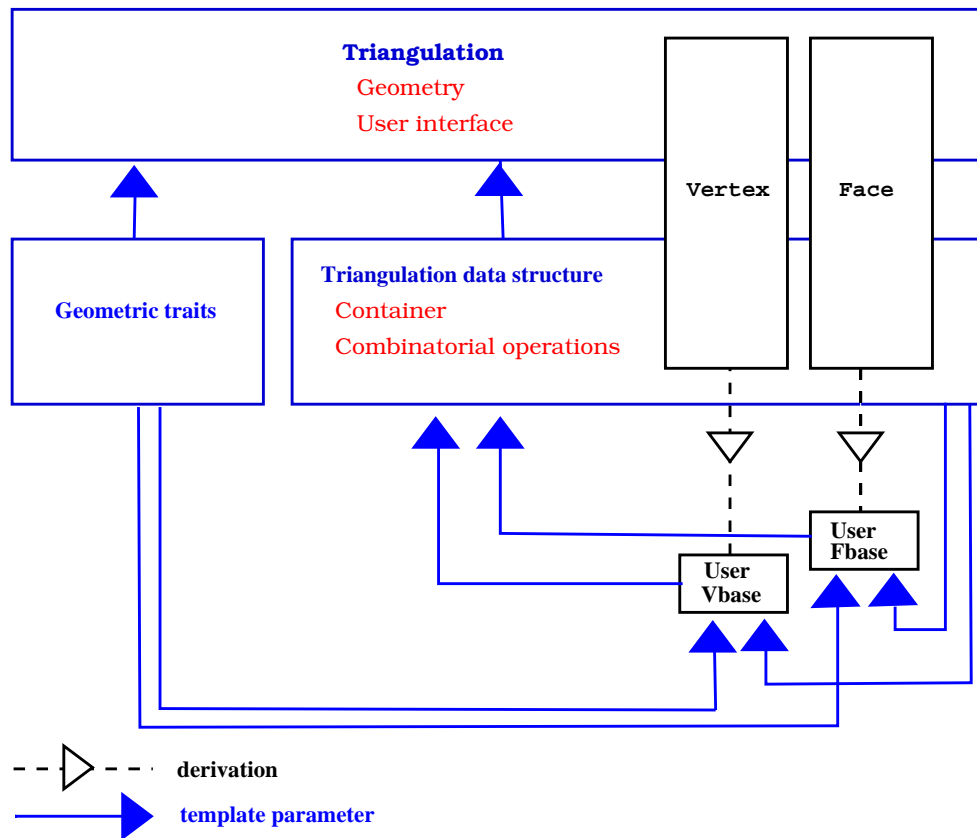 Triangulation
Geometry
User interface
Vertex
Face
Geometric traits
Triangulation data structure
Container
Combinatorial operations
User
Fbase
User
Vbase
derivation
template parameter